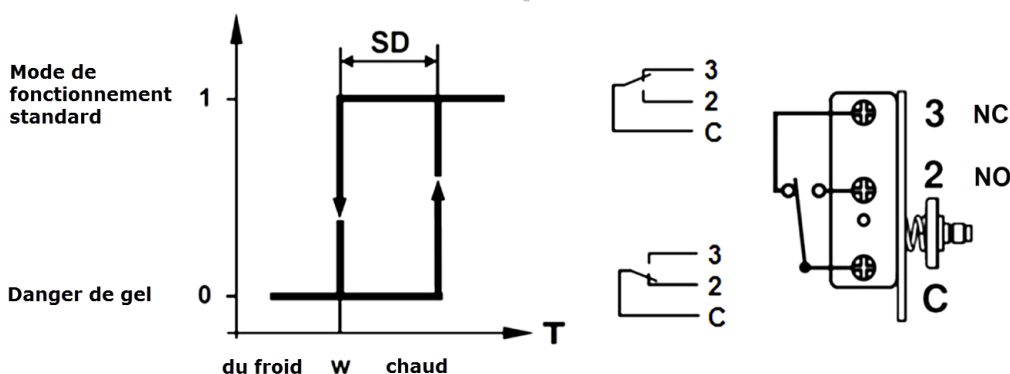 SD
Mode de
fonctionnement
standard
1
Danger de gel
0
T
du froid W chaud
3
2
C
3
2
C
3 NC
2 NO
C